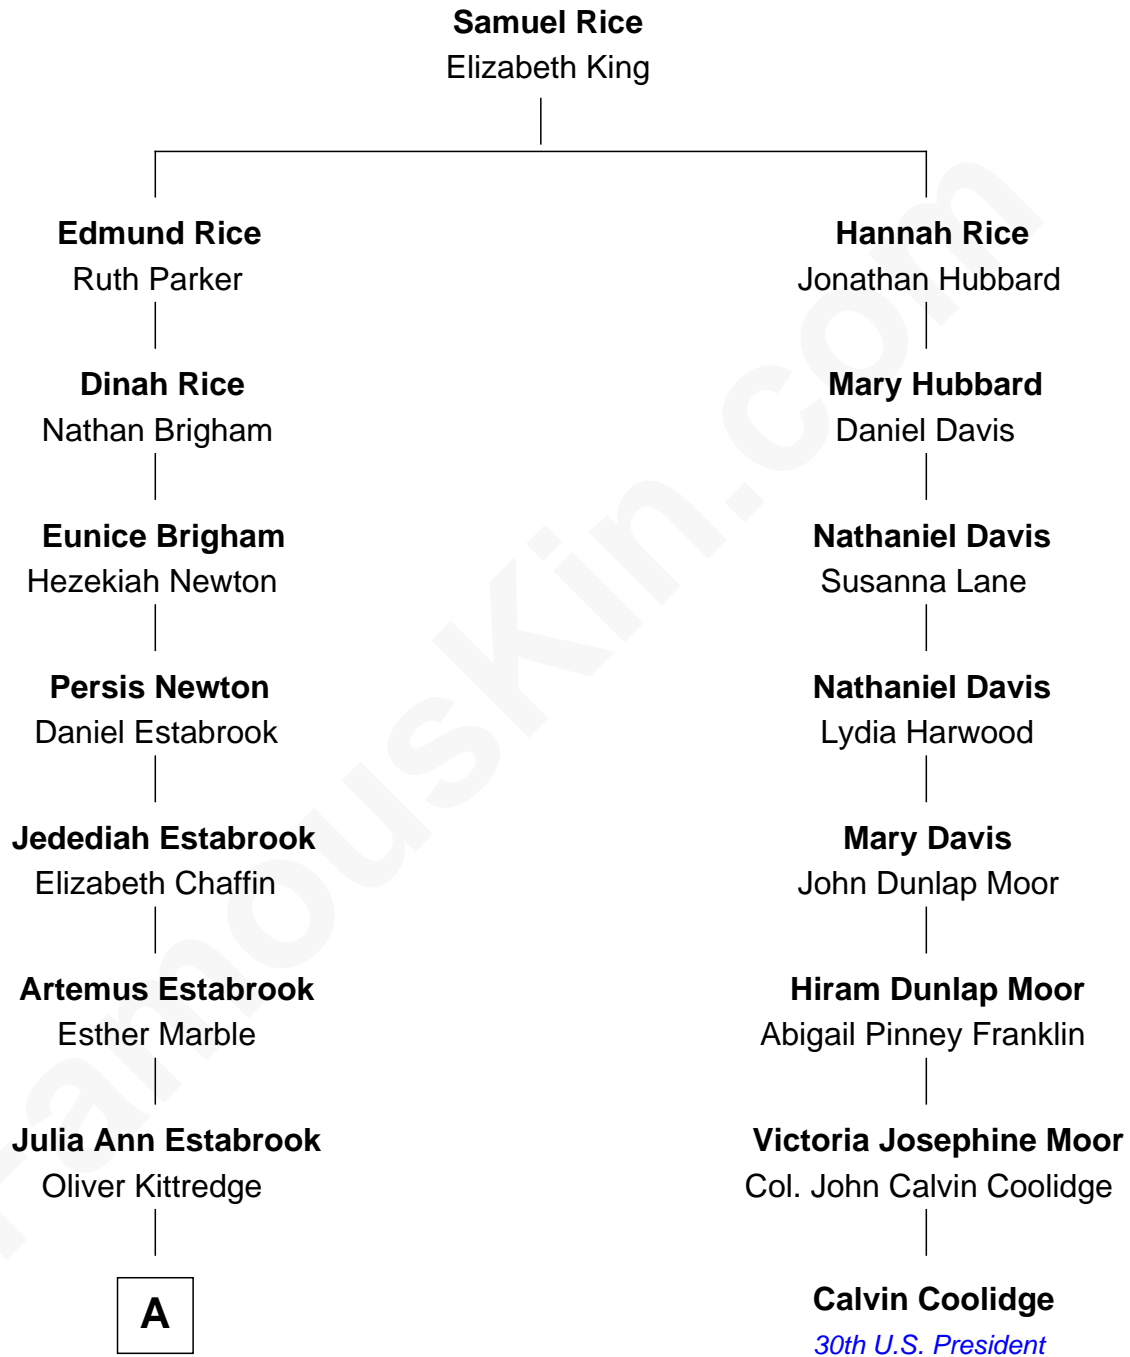 Samuel Rice
Elizabeth King
Edmund Rice
Ruth Parker
Hannah Rice
Jonathan Hubbard
Dinah Rice
Nathan Brigham
Mary Hubbard
Daniel Davis
Eunice Brigham
Hezekiah Newton
Nathaniel Davis
Susanna Lane
Persis Newton
Daniel Estabrook
Nathaniel Davis
Lydia Harwood
Jedediah Estabrook
Elizabeth Chaffin
Mary Davis
John Dunlap Moor
Artemus Estabrook
Esther Marble
Hiram Dunlap Moor
Abigail Pinney Franklin
Julia Ann Estabrook
Oliver Kittredge
Victoria Josephine Moor
Col. John Calvin Coolidge
A
Calvin Coolidge
30th U.S. President
FamousKin.com